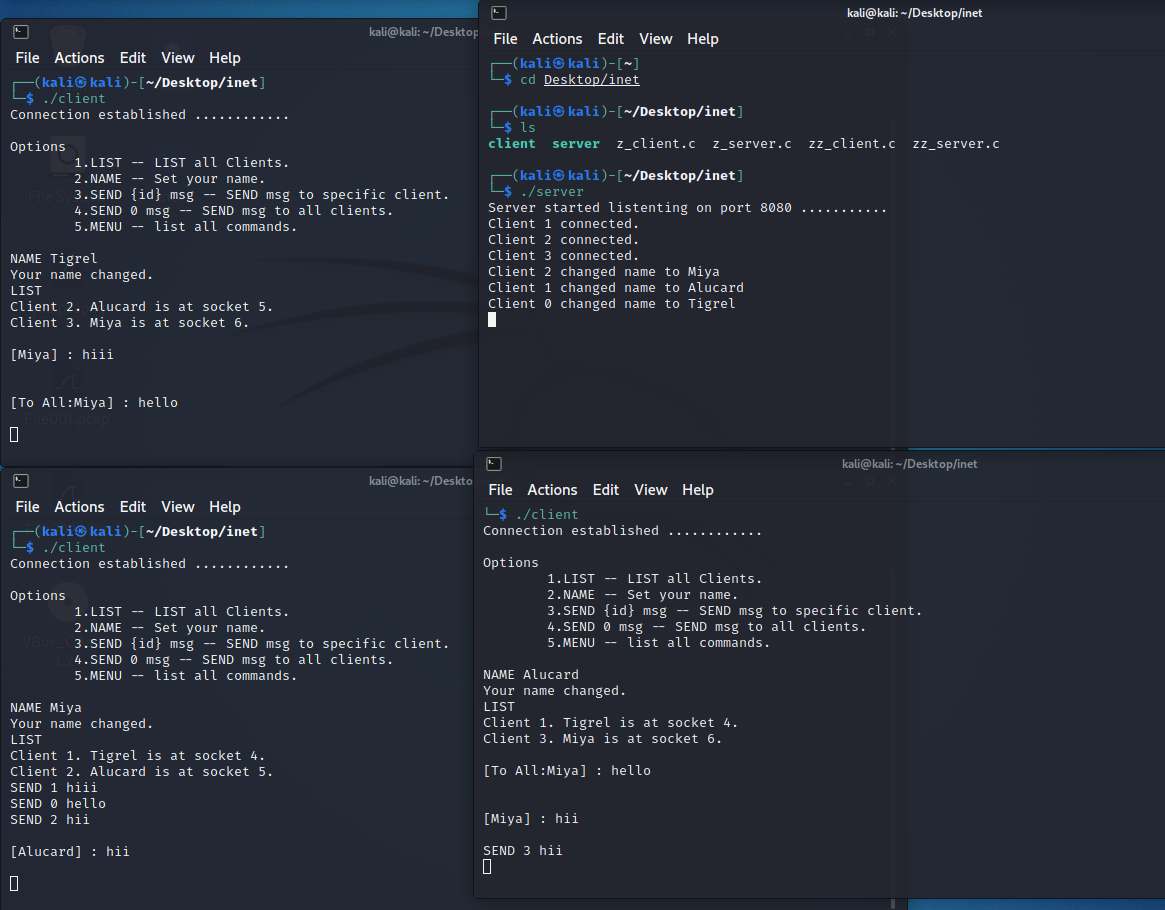 kali@kali: ~/Desktop
File Actions Edit View Help
┌──(kali㉿kali)-[~/Desktop/inet]
└─$ ./client
Connection established ............

Options
        1.LIST -- LIST all Clients.
        2.NAME -- Set your name.
        3.SEND {id} msg -- SEND msg to specific client.
        4.SEND 0 msg -- SEND msg to all clients.
        5.MENU -- list all commands.

NAME Tigrel
Your name changed.
LIST
Client 2. Alucard is at socket 5.
Client 3. Miya is at socket 6.

[Miya] : hiii

[To All:Miya] : hello

kali@kali: ~/Desktop/inet
File Actions Edit View Help
┌──(kali㉿kali)-[~]
└─$ cd Desktop/inet

┌──(kali㉿kali)-[~/Desktop/inet]
└─$ ls
client  server  z_client.c  z_server.c  zz_client.c  zz_server.c

┌──(kali㉿kali)-[~/Desktop/inet]
└─$ ./server
Server started listenting on port 8080 ...........
Client 1 connected.
Client 2 connected.
Client 3 connected.
Client 2 changed name to Miya
Client 1 changed name to Alucard
Client 0 changed name to Tigrel

kali@kali: ~/Deskto
File Actions Edit View Help
┌──(kali㉿kali)-[~/Desktop/inet]
└─$ ./client
Connection established ............

Options
        1.LIST -- LIST all Clients.
        2.NAME -- Set your name.
        3.SEND {id} msg -- SEND msg to specific client.
        4.SEND 0 msg -- SEND msg to all clients.
        5.MENU -- list all commands.

NAME Miya
Your name changed.
LIST
Client 1. Tigrel is at socket 4.
Client 2. Alucard is at socket 5.
SEND 1 hiii
SEND 0 hello
SEND 2 hii

[Alucard] : hii

kali@kali: ~/Desktop/inet
File Actions Edit View Help
└─$ ./client
Connection established ............

Options
        1.LIST -- LIST all Clients.
        2.NAME -- Set your name.
        3.SEND {id} msg -- SEND msg to specific client.
        4.SEND 0 msg -- SEND msg to all clients.
        5.MENU -- list all commands.

NAME Alucard
Your name changed.
LIST
Client 1. Tigrel is at socket 4.
Client 3. Miya is at socket 6.

[To All:Miya] : hello

[Miya] : hii

SEND 3 hii